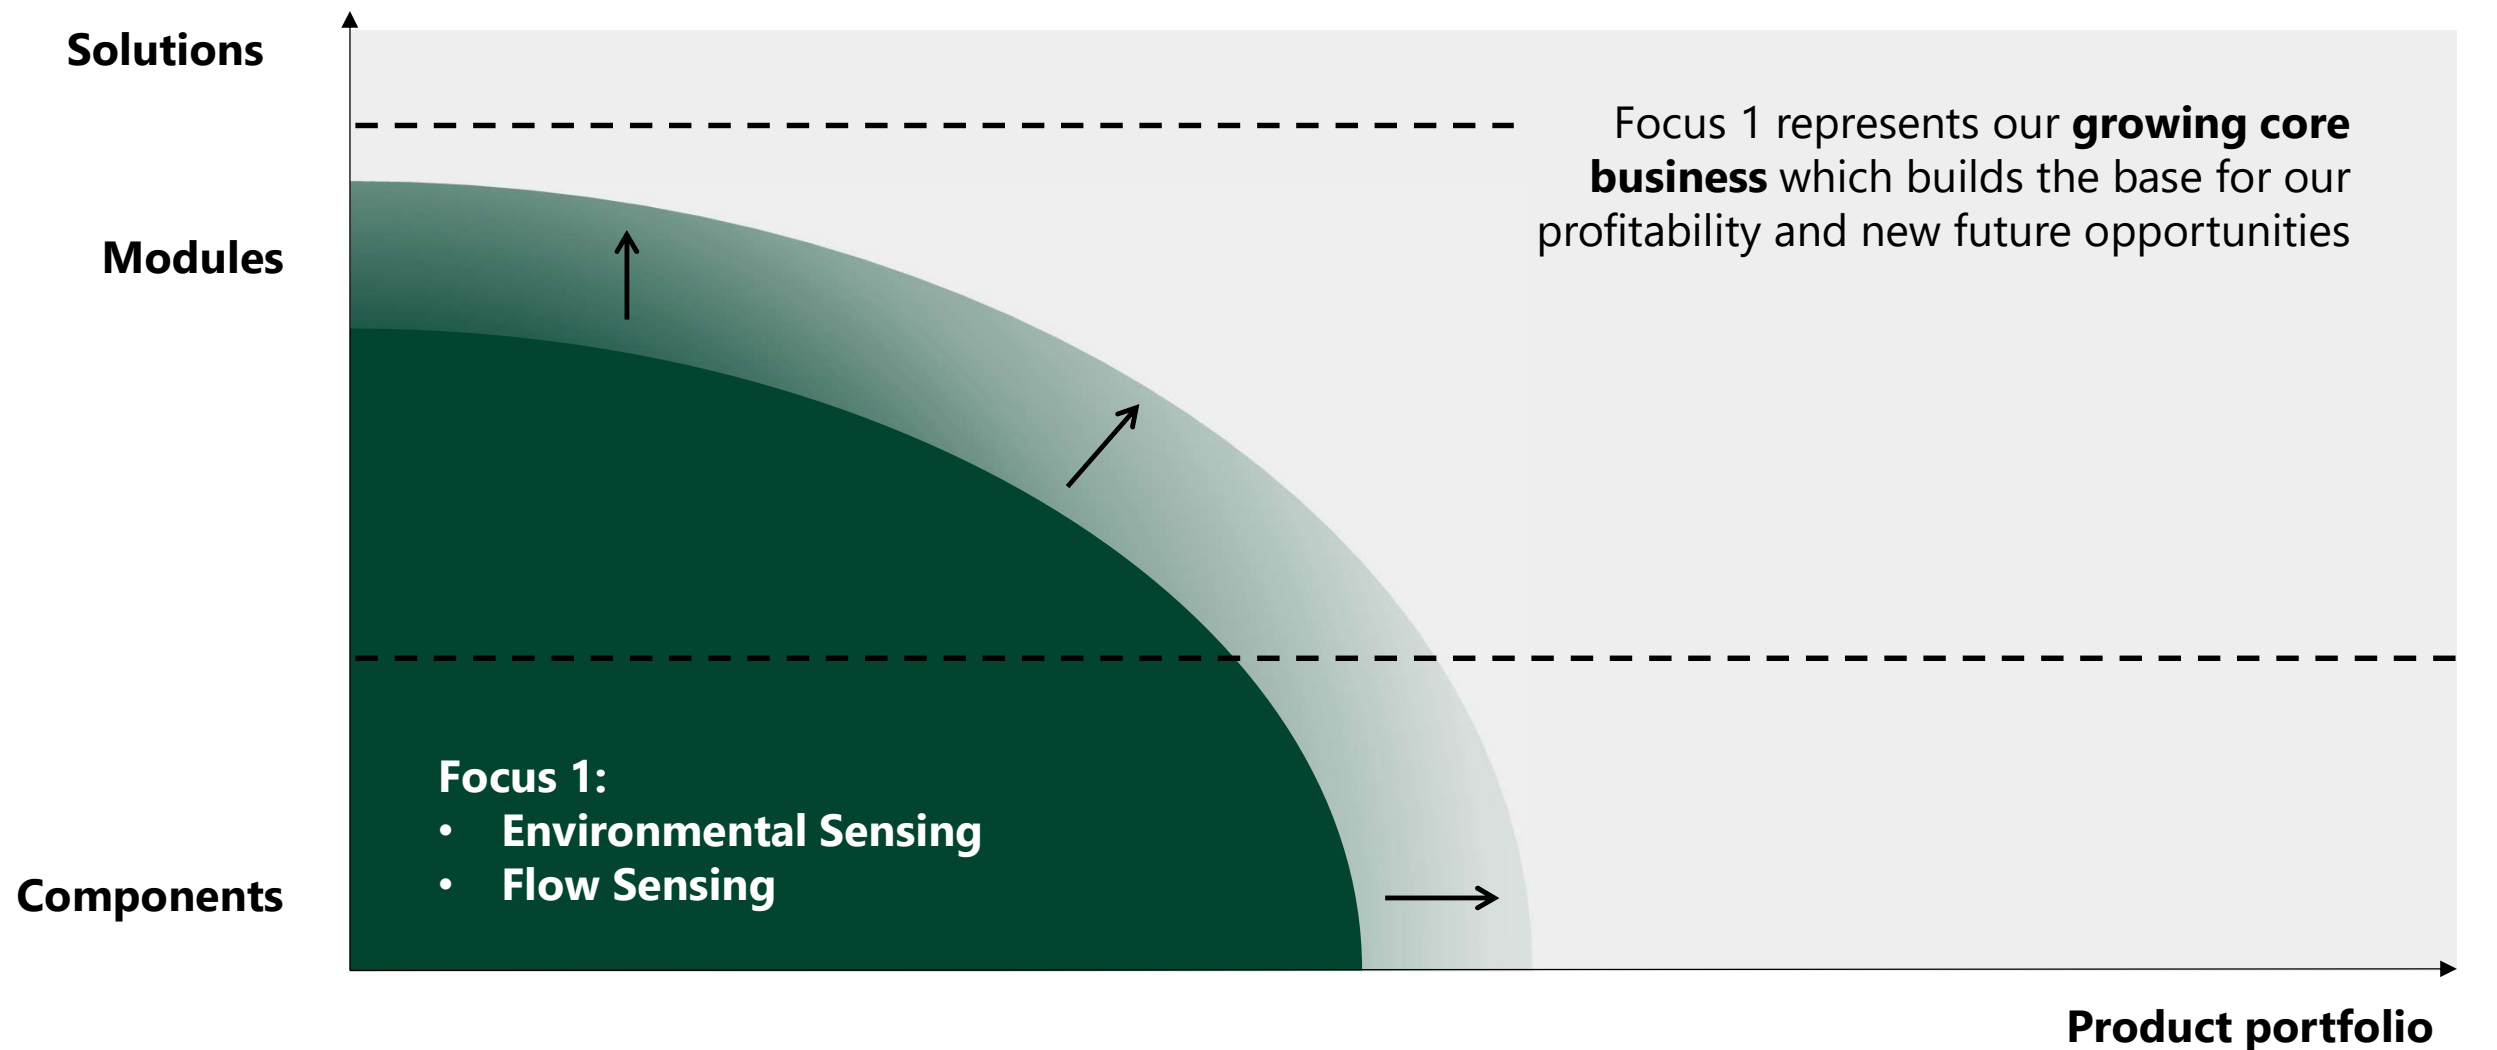 Solutions
Focus 1 represents our growing core
business which builds the base for our
profitability and new future opportunities
Modules
Focus 1:
• Environmental Sensing
• Flow Sensing
Components
Product portfolio